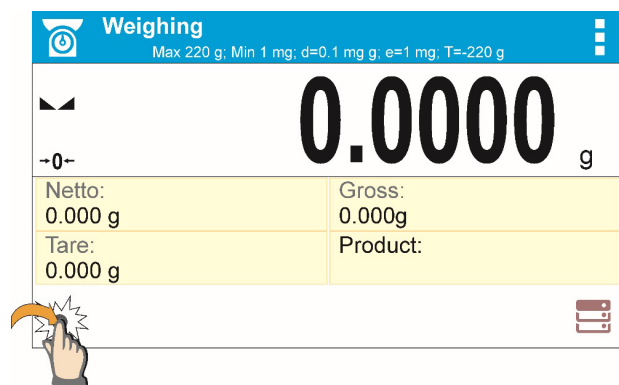 Weighing
Max 220 g; Min 1 mg; d=0.1 mg g; e=1 mg; T=-220 g
0.0000 g
→0←
Netto:
0.000 g
Gross:
0.000g
Tare:
0.000 g
Product: